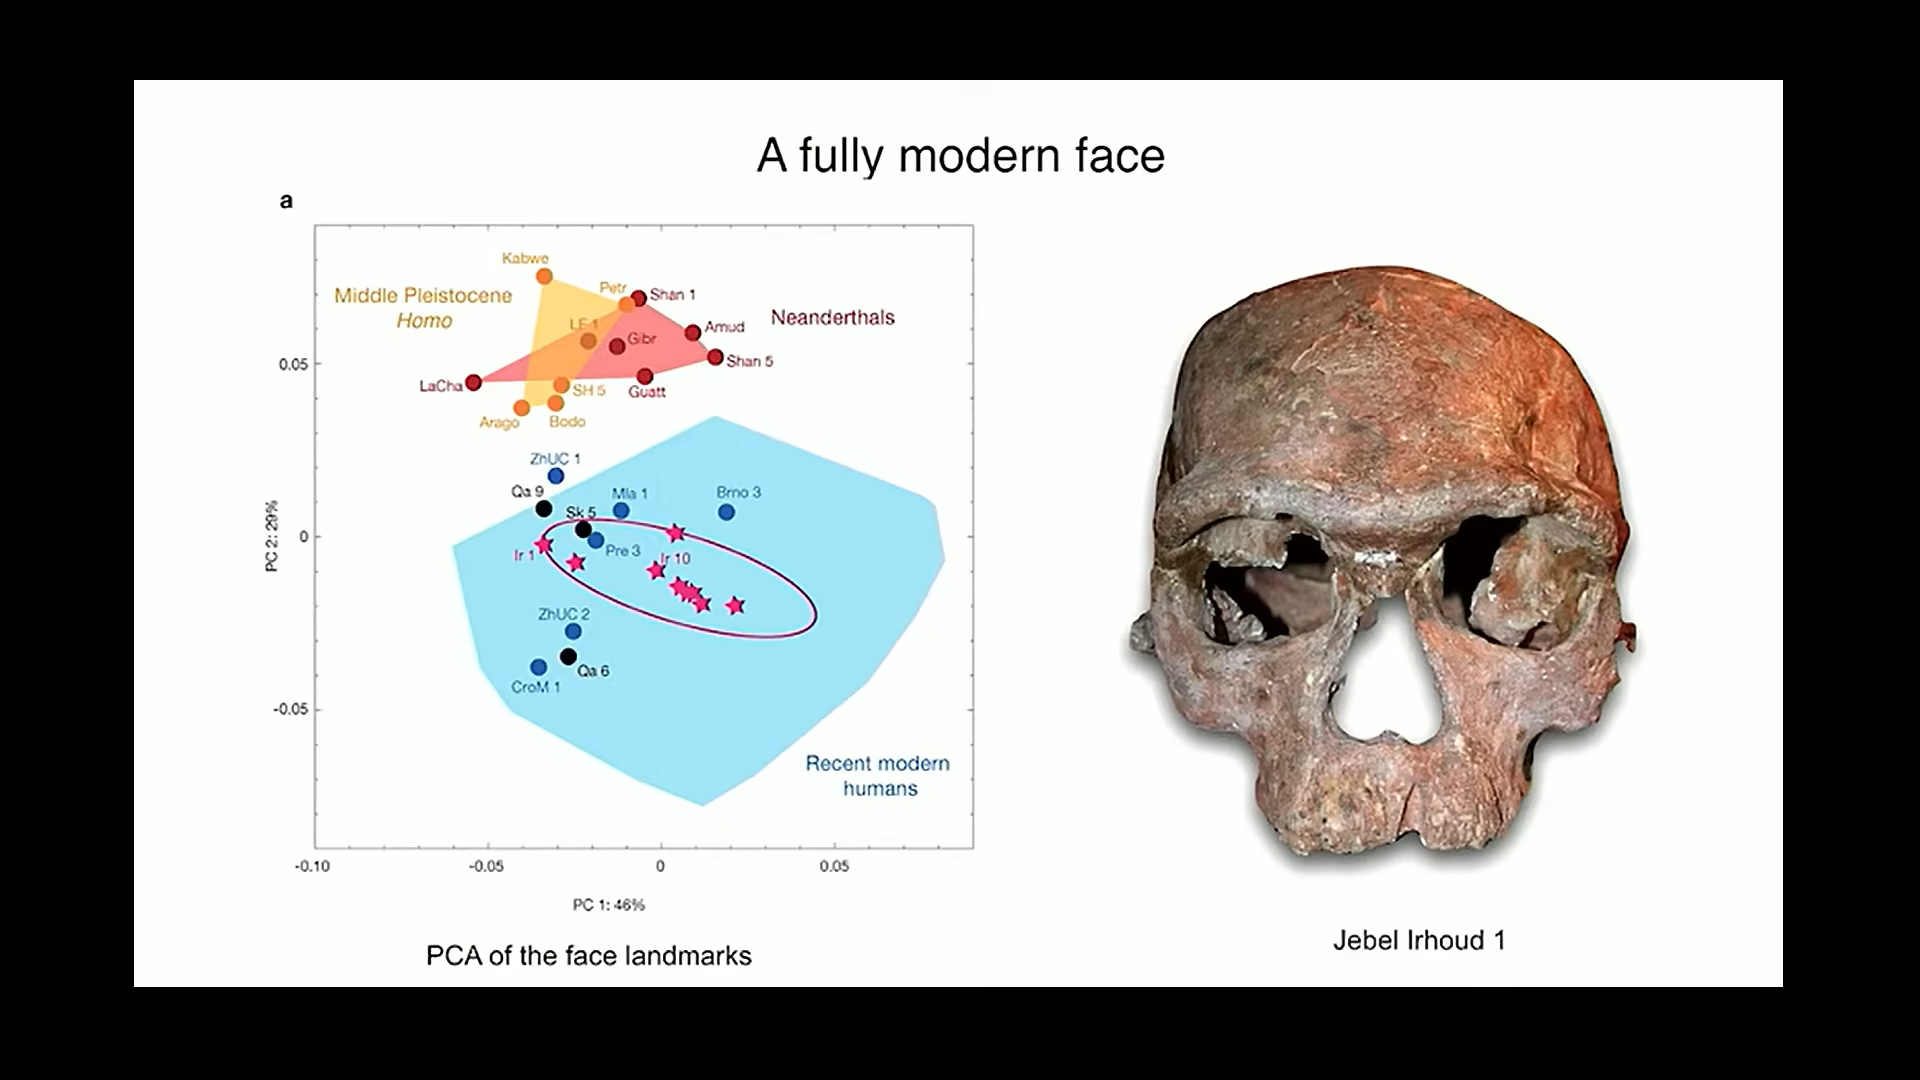 A fully modern face
a
Kabwe
Middle Pleistocene
Homo
Petr
Shan 1
Neanderthals
LF 1
Gibr
Amud
Shan 5
0.05
LaCha
SH 5
Guatt
Arago
Bodo
ZhUC 1
Qa 9
Mla 1
Brno 3
Sk 5
0
Ir 1
Pre 3
Ir 10
PC 2: 29%
ZhUC 2
Qa 6
CroM 1
-0.05
Recent modern
humans
-0.10
-0.05
0
0.05
PC 1: 46%
PCA of the face landmarks
Jebel Irhoud 1